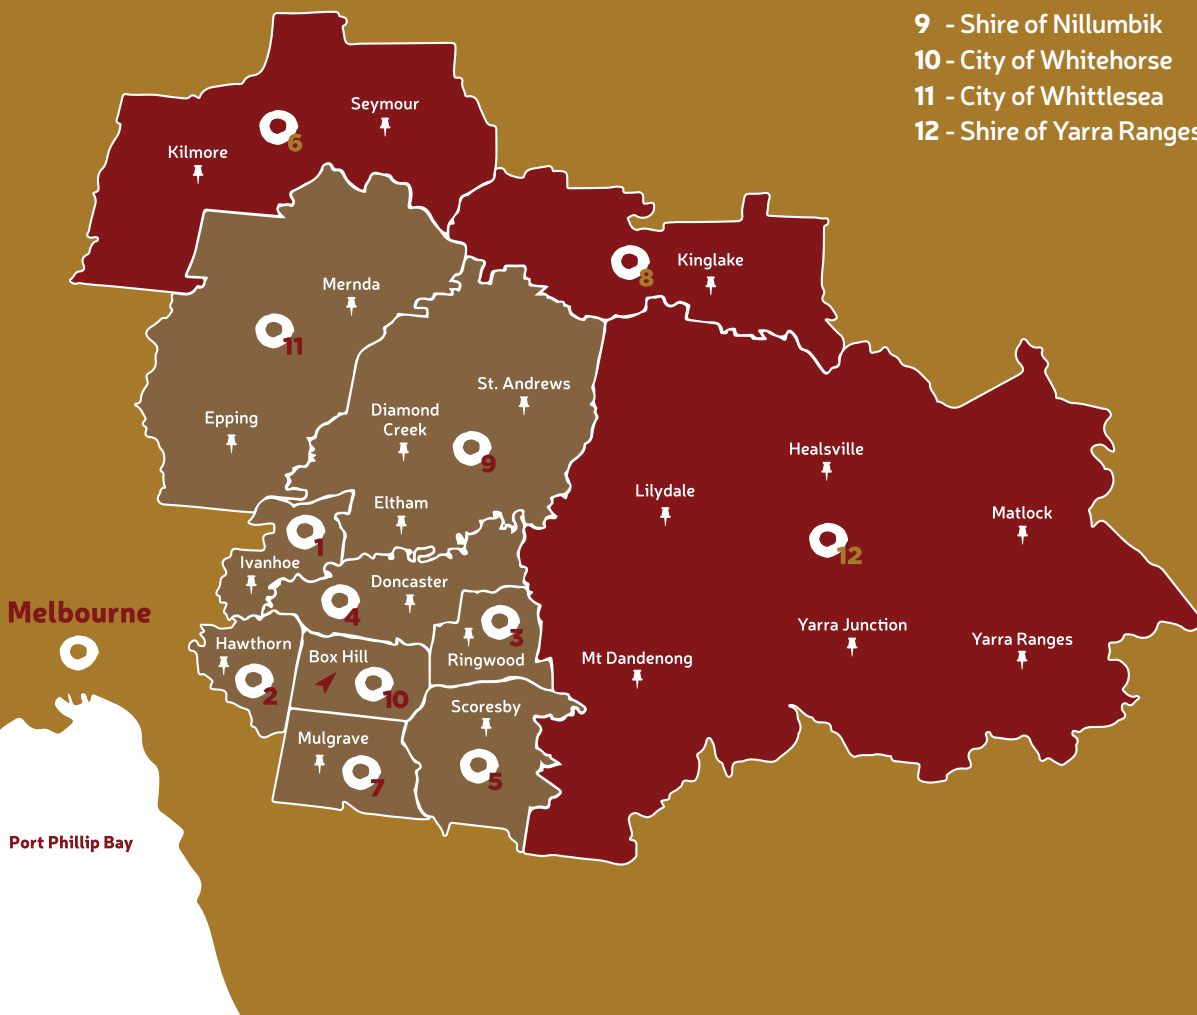 9 - Shire of Nillumbik
10 - City of Whitehorse
11 - City of Whittlesea
12 - Shire of Yarra Ranges
Seymour
6
Kilmore
Kinglake
8
Mernda
11
St. Andrews
Diamond
Creek
Epping
9
Healsville
Lilydale
Eltham
Matlock
1
12
Ivanhoe
Doncaster
4
Melbourne
3
Yarra Junction
Yarra Ranges
Hawthorn
Box Hill
Ringwood
Mt Dandenong
2
10
Scoresby
Mulgrave
7
5
Port Phillip Bay